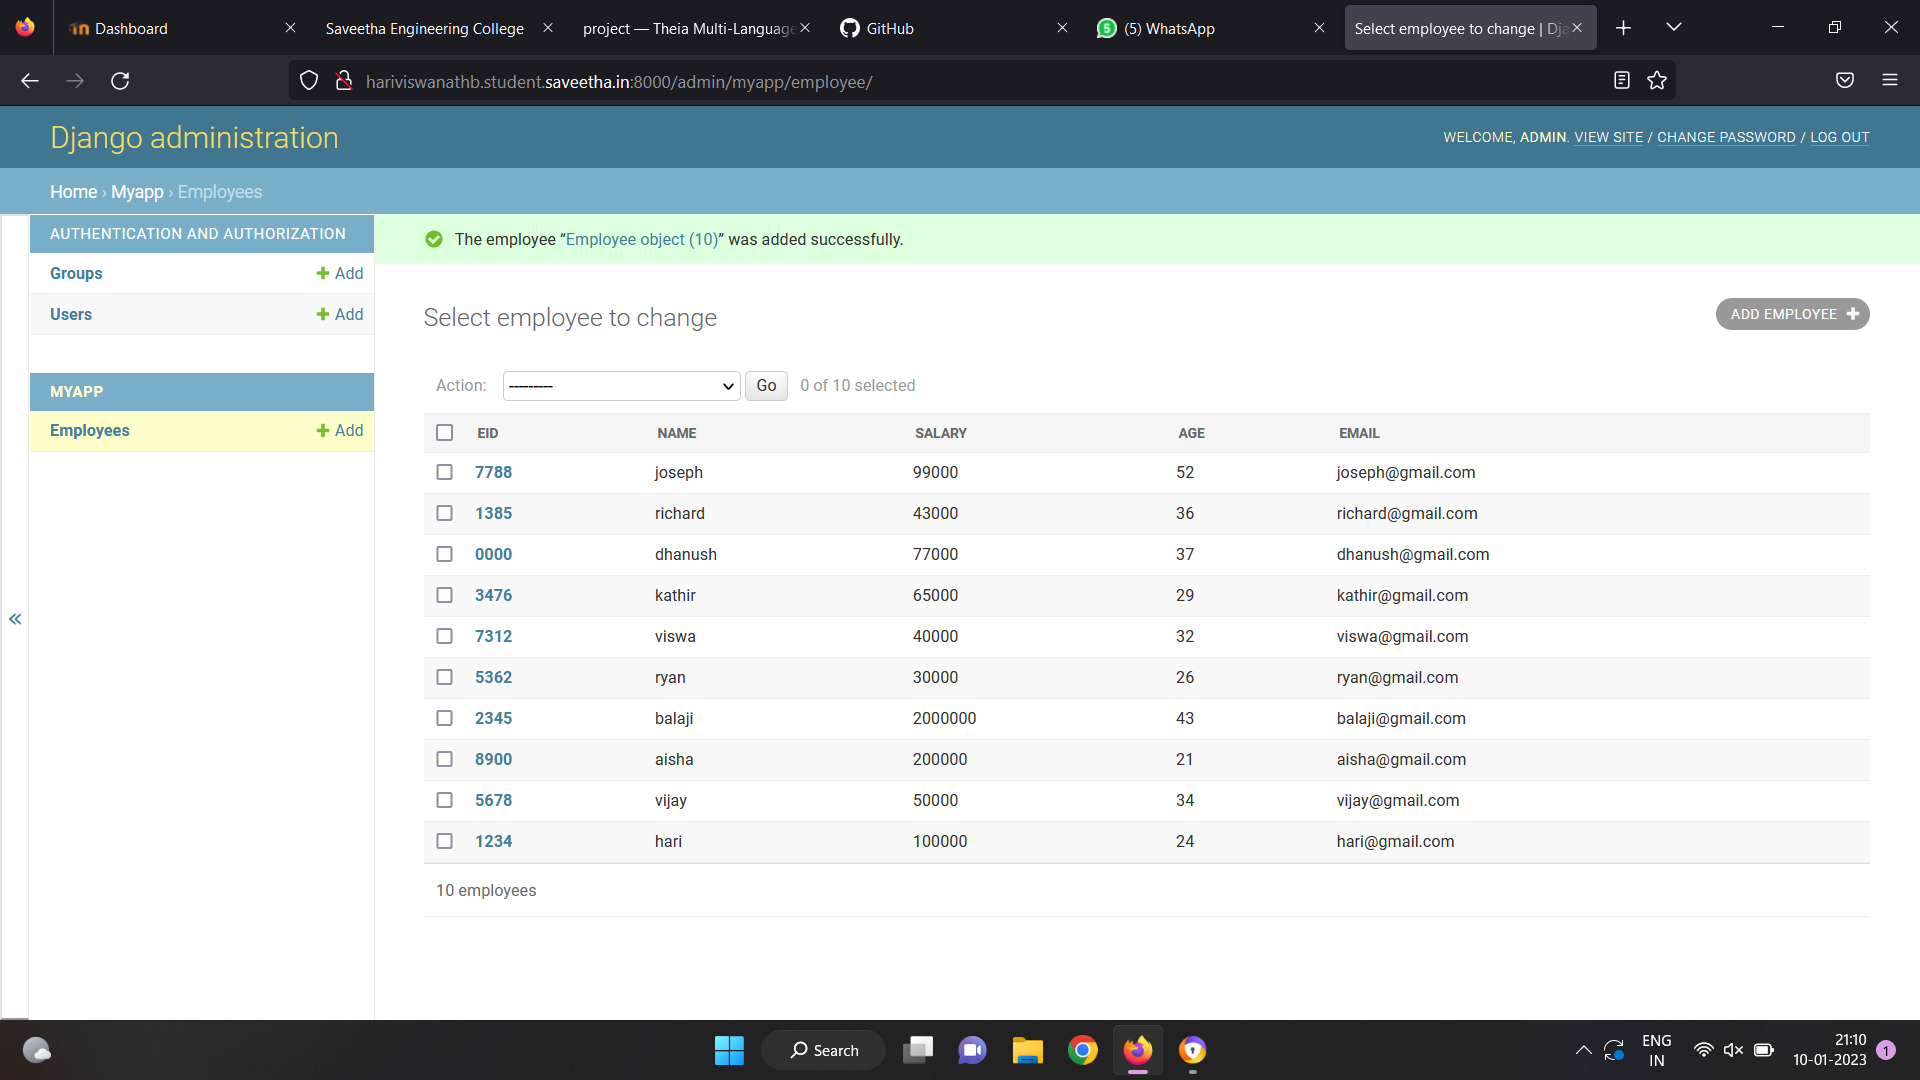 Dashboard
Saveetha Engineering College
project — Theia Multi-Language
GitHub
(5) WhatsApp
Select employee to change | Dja
hariviswanathb.student.saveetha.in:8000/admin/myapp/employee/
Django administration
WELCOME, ADMIN. VIEW SITE / CHANGE PASSWORD / LOG OUT
Home › Myapp › Employees
AUTHENTICATION AND AUTHORIZATION
Groups Add
Users Add
MYAPP
Employees Add
The employee “Employee object (10)” was added successfully.
Select employee to change
ADD EMPLOYEE
Action: --------- Go 0 of 10 selected
EID NAME SALARY AGE EMAIL
7788 joseph 99000 52 joseph@gmail.com
1385 richard 43000 36 richard@gmail.com
0000 dhanush 77000 37 dhanush@gmail.com
3476 kathir 65000 29 kathir@gmail.com
7312 viswa 40000 32 viswa@gmail.com
5362 ryan 30000 26 ryan@gmail.com
2345 balaji 2000000 43 balaji@gmail.com
8900 aisha 200000 21 aisha@gmail.com
5678 vijay 50000 34 vijay@gmail.com
1234 hari 100000 24 hari@gmail.com
10 employees
Search
ENG
IN
21:10
10-01-2023
1